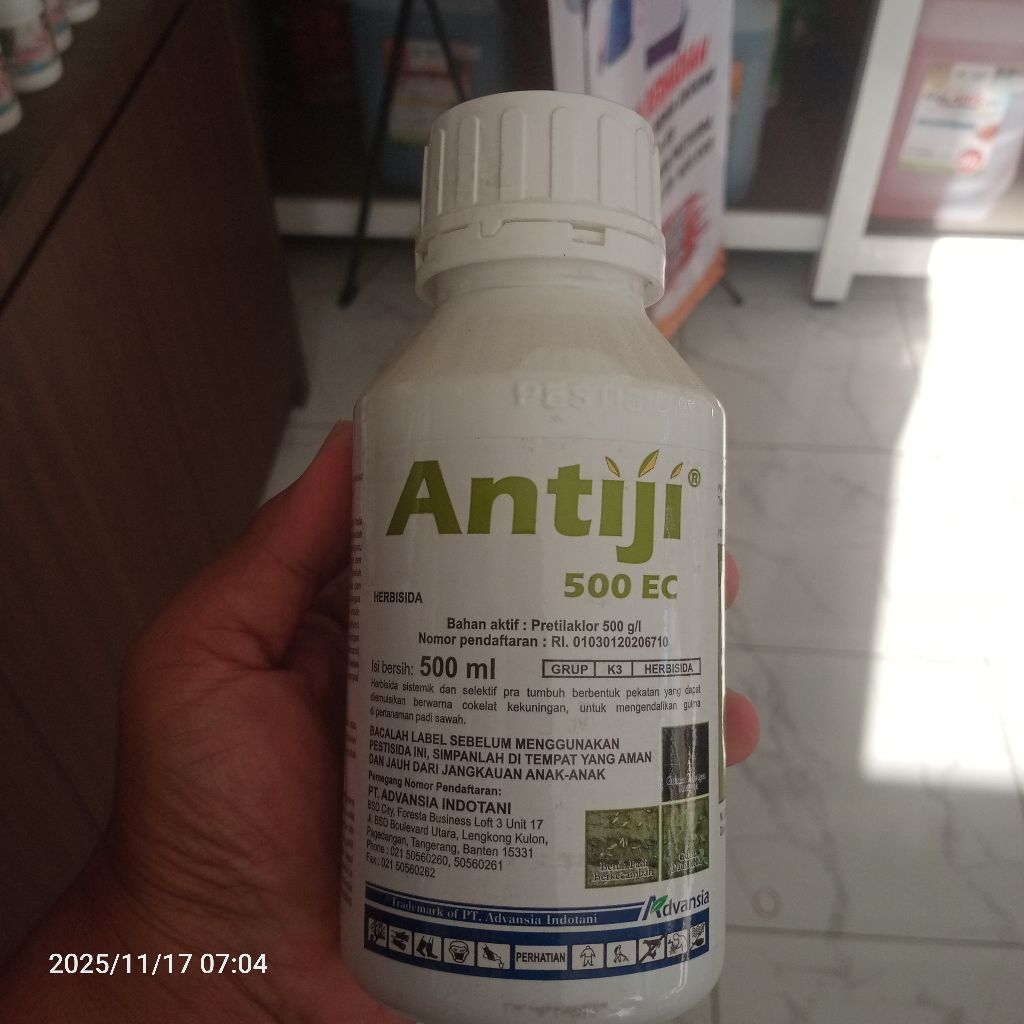 PESTISIDA
Antiji®
500 EC
HERBISIDA
Bahan aktif : Pretilaklor 500 g/l
Nomor pendaftaran : RI. 01030120206710
Isi bersih: 500 ml
GRUP K3 HERBISIDA
Herbisida sistemik dan selektif pra tumbuh berbentuk pekatan yang dapat
diemulsikan berwarna cokelat kekuningan, untuk mengendalikan gulma
di pertanaman padi sawah.
BACALAH LABEL SEBELUM MENGGUNAKAN
PESTISIDA INI, SIMPANLAH DI TEMPAT YANG AMAN
DAN JAUH DARI JANGKAUAN ANAK-ANAK
Pemegang Nomor Pendaftaran:
PT. ADVANSIA INDOTANI
BSD City, Foresta Business Loft 3 Unit 17
Jl. BSD Boulevard Utara, Lengkong Kulon,
Pagedangan, Tangerang, Banten 15331
Phone : 021 50560260, 50560261
Fax : 021 50560262
Benih Padi
Berkecambah
Trademark of PT. Advansia Indotani
Advansia
PERHATIAN
2025/11/17 07:04